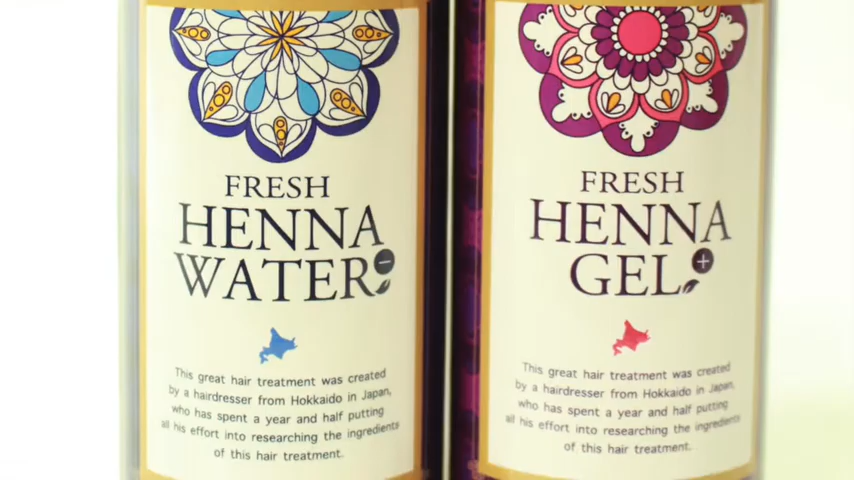 FRESH
HENNA
WATER
This great hair treatment was created
by a hairdresser from Hokkaido in Japan,
who has spent a year and half putting
all his effort into researching the ingredients
of this hair treatment.
FRESH
HENNA
GEL
This great hair treatment was created
by a hairdresser from Hokkaido in Japan,
who has spent a year and half putting
all his effort into researching the ingredients
of this hair treatment.